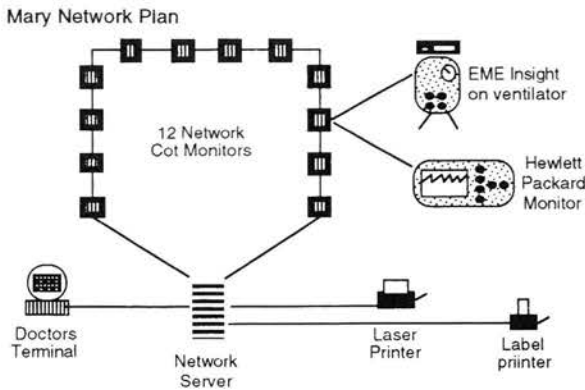 Mary Network Plan
EME Insight
on ventilator
12 Network
Cot Monitors
Hewlett
Packard
Monitor
Doctors
Terminal
Network
Server
Laser
Printer
Label
priinter